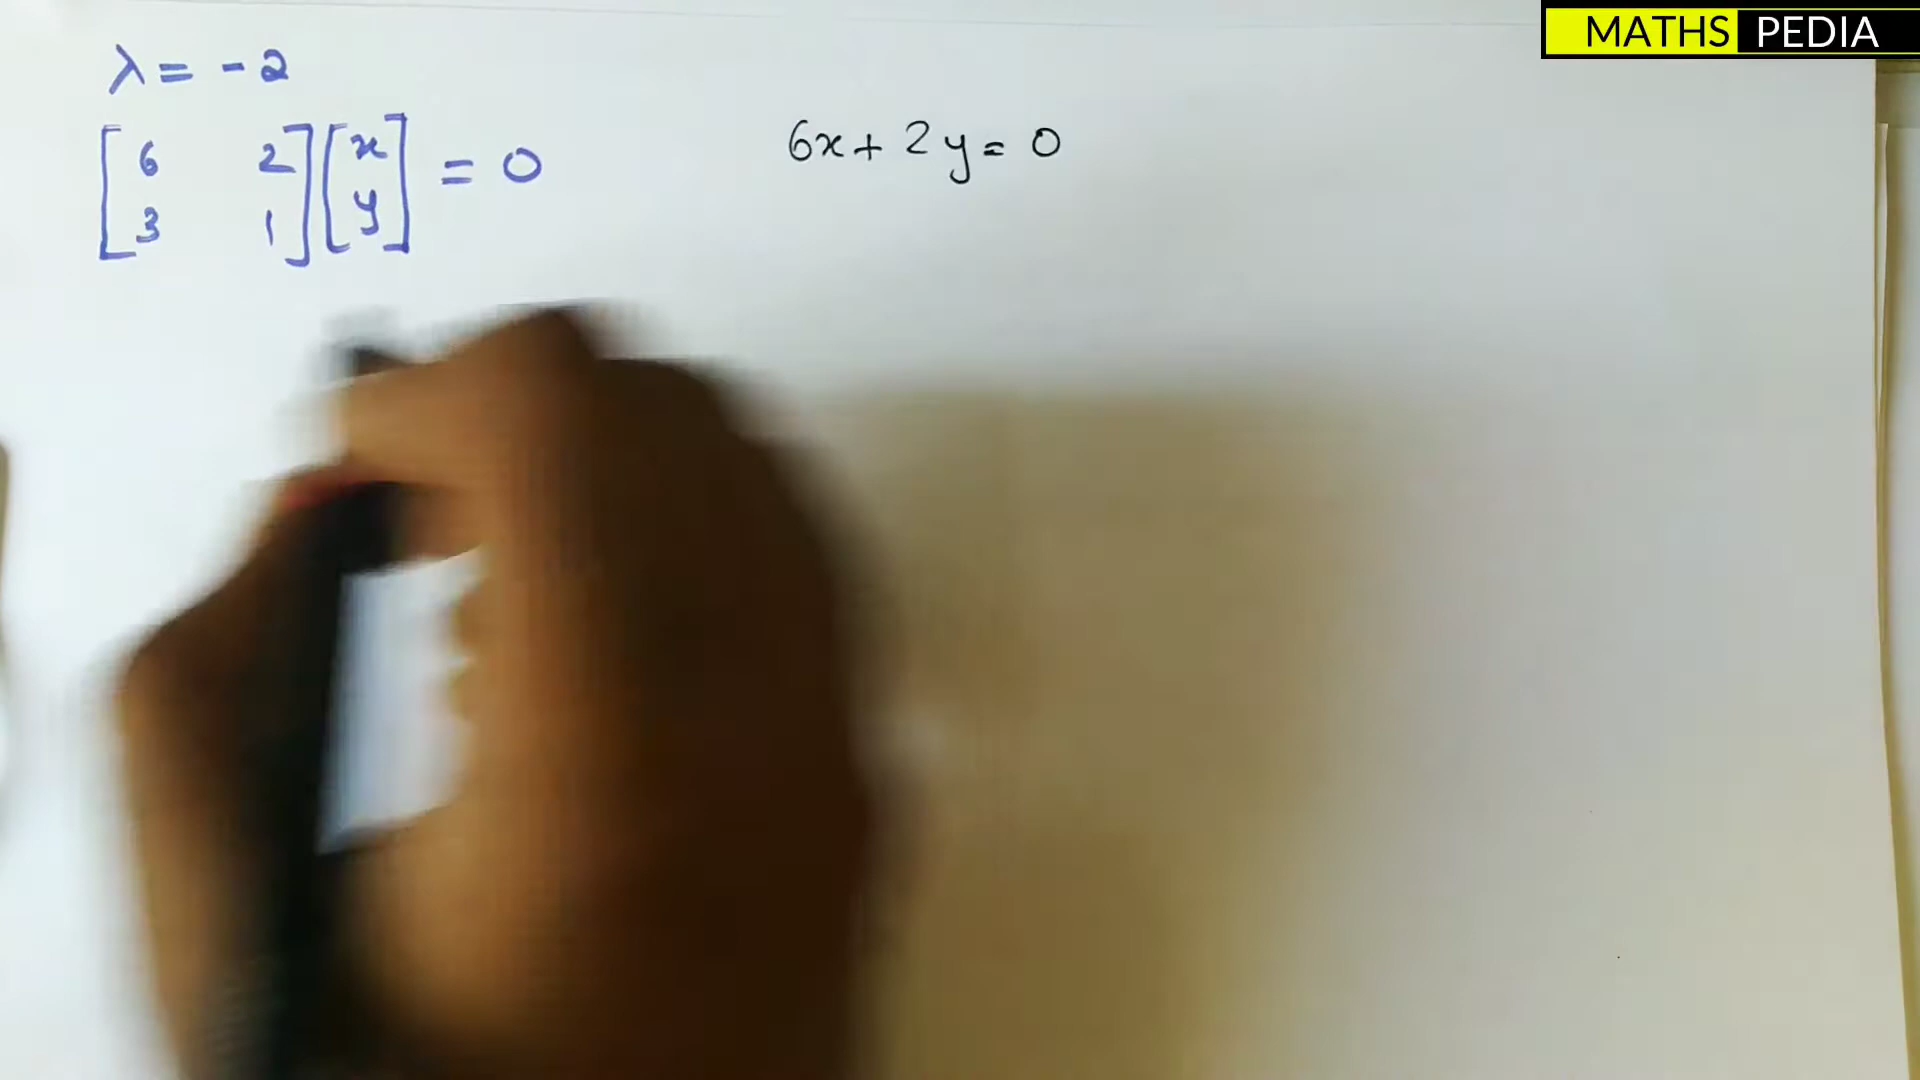 MATHS PEDIA
λ = -2
[6 2] [x] = 0
[3 1] [y]
6x + 2y = 0